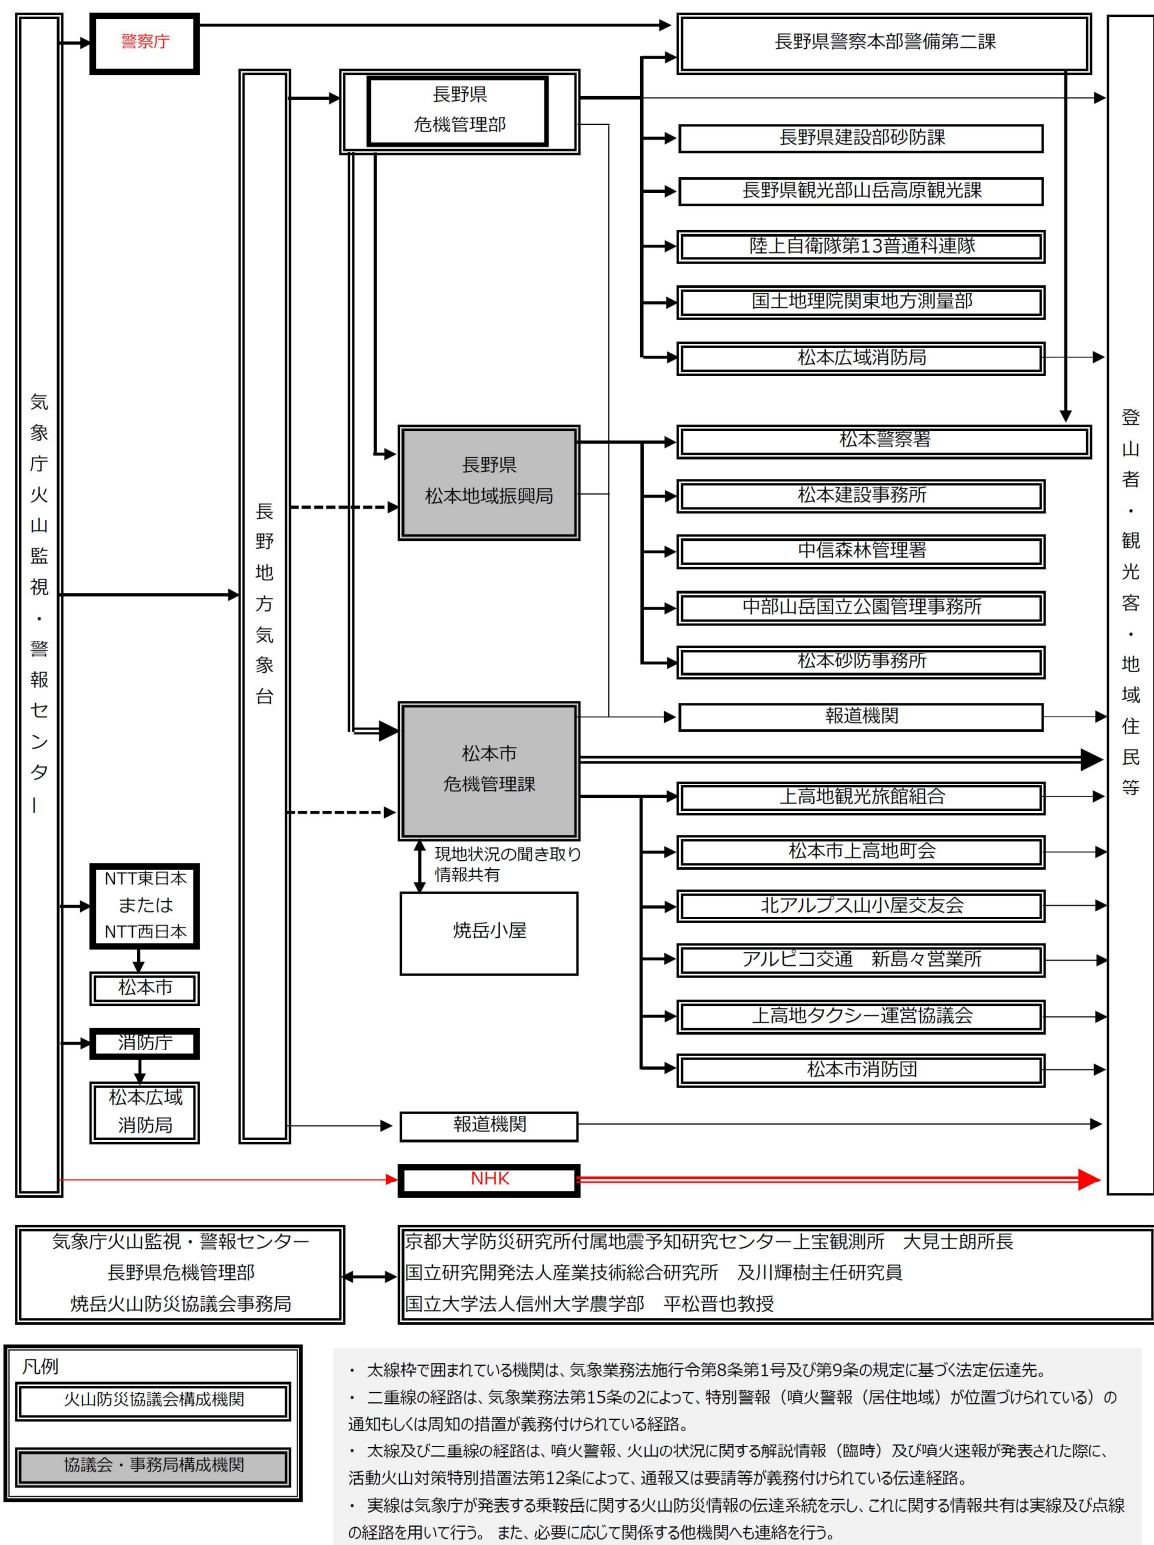 警察庁
長野県警察本部警備第二課
長野県
危機管理部
長野県建設部砂防課
長野県観光部山岳高原観光課
陸上自衛隊第13普通科連隊
国土地理院関東地方測量部
松本広域消防局
気象庁火山監視・警報センター
長野地方気象台
登山者・観光客・地域住民等
長野県
松本地域振興局
松本警察署
松本建設事務所
中信森林管理署
中部山岳国立公園管理事務所
松本砂防事務所
報道機関
松本市
危機管理課
現地状況の聞き取り
情報共有
焼岳小屋
上高地観光旅館組合
松本市上高地町会
北アルプス山小屋交友会
アルピコ交通　新島々営業所
上高地タクシー運営協議会
松本市消防団
NTT東日本
または
NTT西日本
松本市
消防庁
松本広域
消防局
報道機関
NHK
気象庁火山監視・警報センター
長野県危機管理部
焼岳火山防災協議会事務局
京都大学防災研究所付属地震予知研究センター上宝観測所　大見士朗所長
国立研究開発法人産業技術総合研究所　及川輝樹主任研究員
国立大学法人信州大学農学部　平松晋也教授
凡例
火山防災協議会構成機関
協議会・事務局構成機関
・ 太線枠で囲まれている機関は、気象業務法施行令第8条第1号及び第9条の規定に基づく法定伝達先。
・ 二重線の経路は、気象業務法第15条の2によって、特別警報（噴火警報（居住地域）が位置づけられている）の
通知もしくは周知の措置が義務付けられている経路。
・ 太線及び二重線の経路は、噴火警報、火山の状況に関する解説情報（臨時）及び噴火速報が発表された際に、
活動火山対策特別措置法第12条によって、通報又は要請等が義務付けられている伝達経路。
・ 実線は気象庁が発表する乗鞍岳に関する火山防災情報の伝達系統を示し、これに関する情報共有は実線及び点線
の経路を用いて行う。 また、必要に応じて関係する他機関へも連絡を行う。